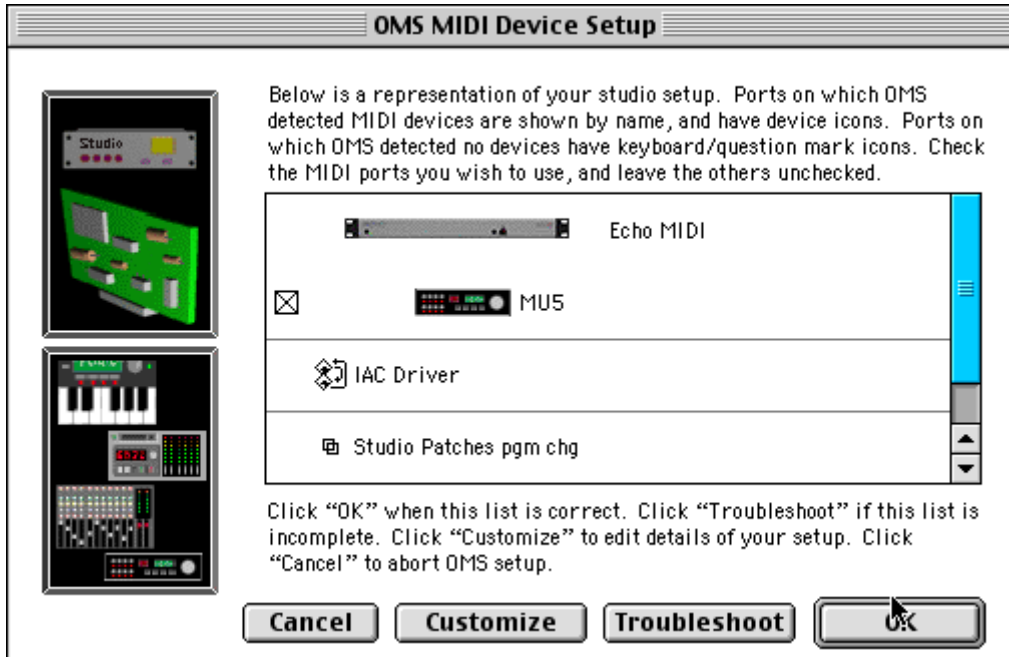 OMS MIDI Device Setup
Below is a representation of your studio setup. Ports on which OMS
detected MIDI devices are shown by name, and have device icons. Ports on
which OMS detected no devices have keyboard/question mark icons. Check
the MIDI ports you wish to use, and leave the others unchecked.
Studio
Echo MIDI
MU5
IAC Driver
Studio Patches pgm chg
Click “OK” when this list is correct. Click “Troubleshoot” if this list is
incomplete. Click “Customize” to edit details of your setup. Click
“Cancel” to abort OMS setup.
Cancel Customize Troubleshoot OK